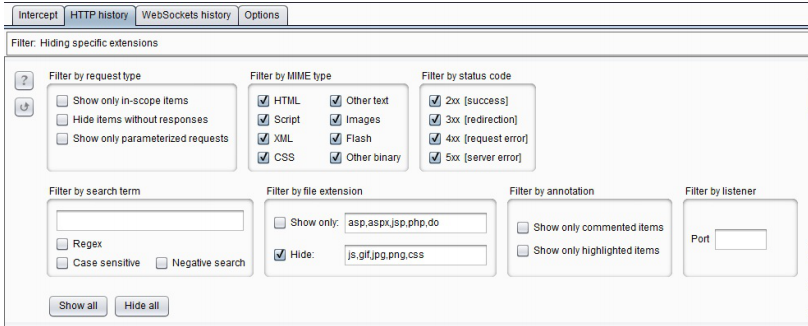 Intercept HTTP history WebSockets history Options
Filter: Hiding specific extensions
?
Filter by request type Filter by MIME type Filter by status code
Show only in-scope items HTML Other text 2xx [success]
Hide items without responses Script Images 3xx [redirection]
Show only parameterized requests XML Flash 4xx [request error]
CSS Other binary 5xx [server error]
Filter by search term Filter by file extension Filter by annotation Filter by listener
Show only: asp,aspx,jsp,php,do Show only commented items
Regex Port
Case sensitive Negative search Hide: js,gif,jpg,png,css Show only highlighted items
Show all Hide all